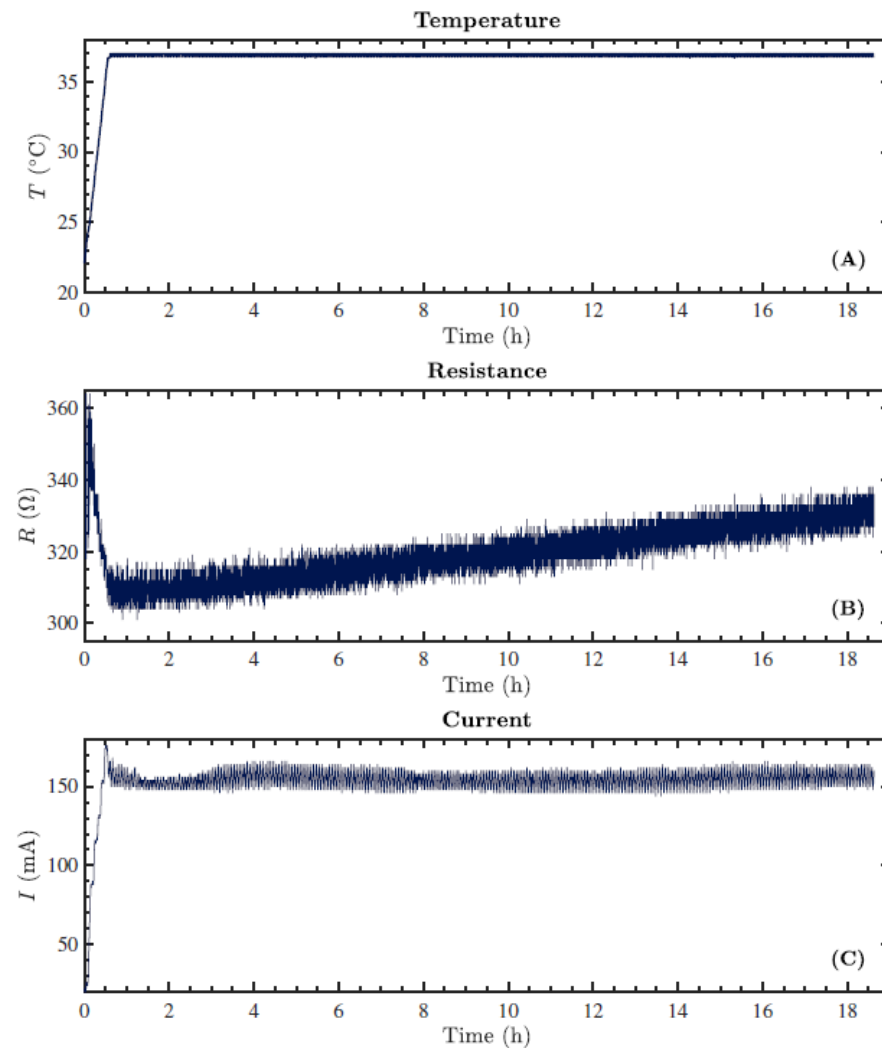 Temperature
35
30
25
20
T (°C)
(A)
0 2 4 6 8 10 12 14 16 18
Time (h)
Resistance
360
340
320
300
R (Ω)
(B)
0 2 4 6 8 10 12 14 16 18
Time (h)
Current
150
100
50
I (mA)
(C)
0 2 4 6 8 10 12 14 16 18
Time (h)